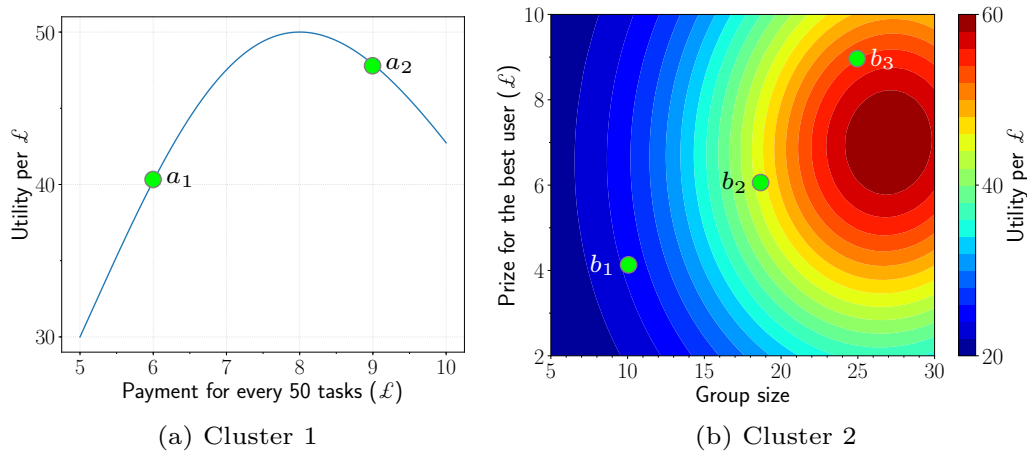 50
40
30
Utility per £
a1
a2
5 6 7 8 9 10
Payment for every 50 tasks (£)
(a) Cluster 1
10
8
6
4
2
Prize for the best user (£)
b1
b2
b3
5 10 15 20 25 30
Group size
60
40
20
Utility per £
(b) Cluster 2